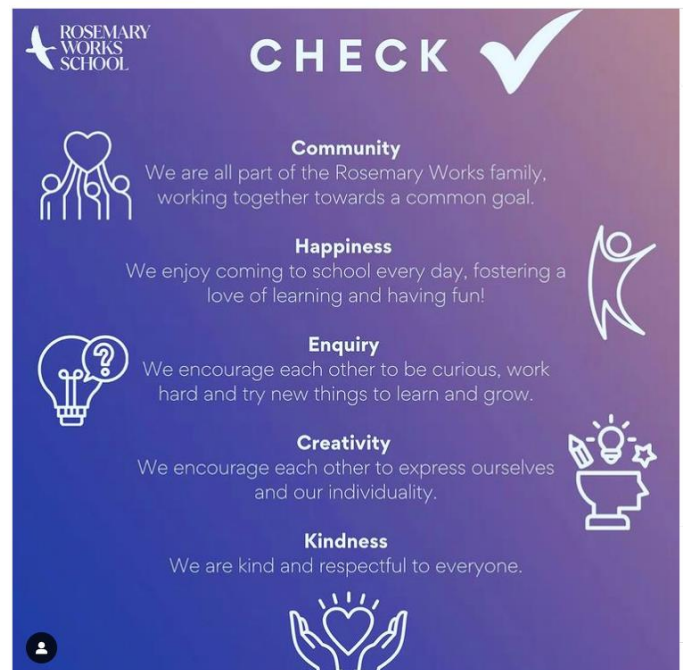 ROSEMARY
WORKS
SCHOOL
CHECK
Community
We are all part of the Rosemary Works family,
working together towards a common goal.
Happiness
We enjoy coming to school every day, fostering a
love of learning and having fun!
Enquiry
?
We encourage each other to be curious, work
hard and try new things to learn and grow.
Creativity
We encourage each other to express ourselves
and our individuality.
Kindness
We are kind and respectful to everyone.